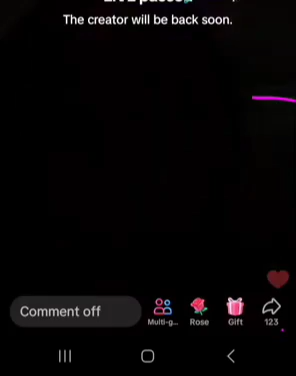 The creator will be back soon.
Comment off
Multi-g... Rose Gift 123